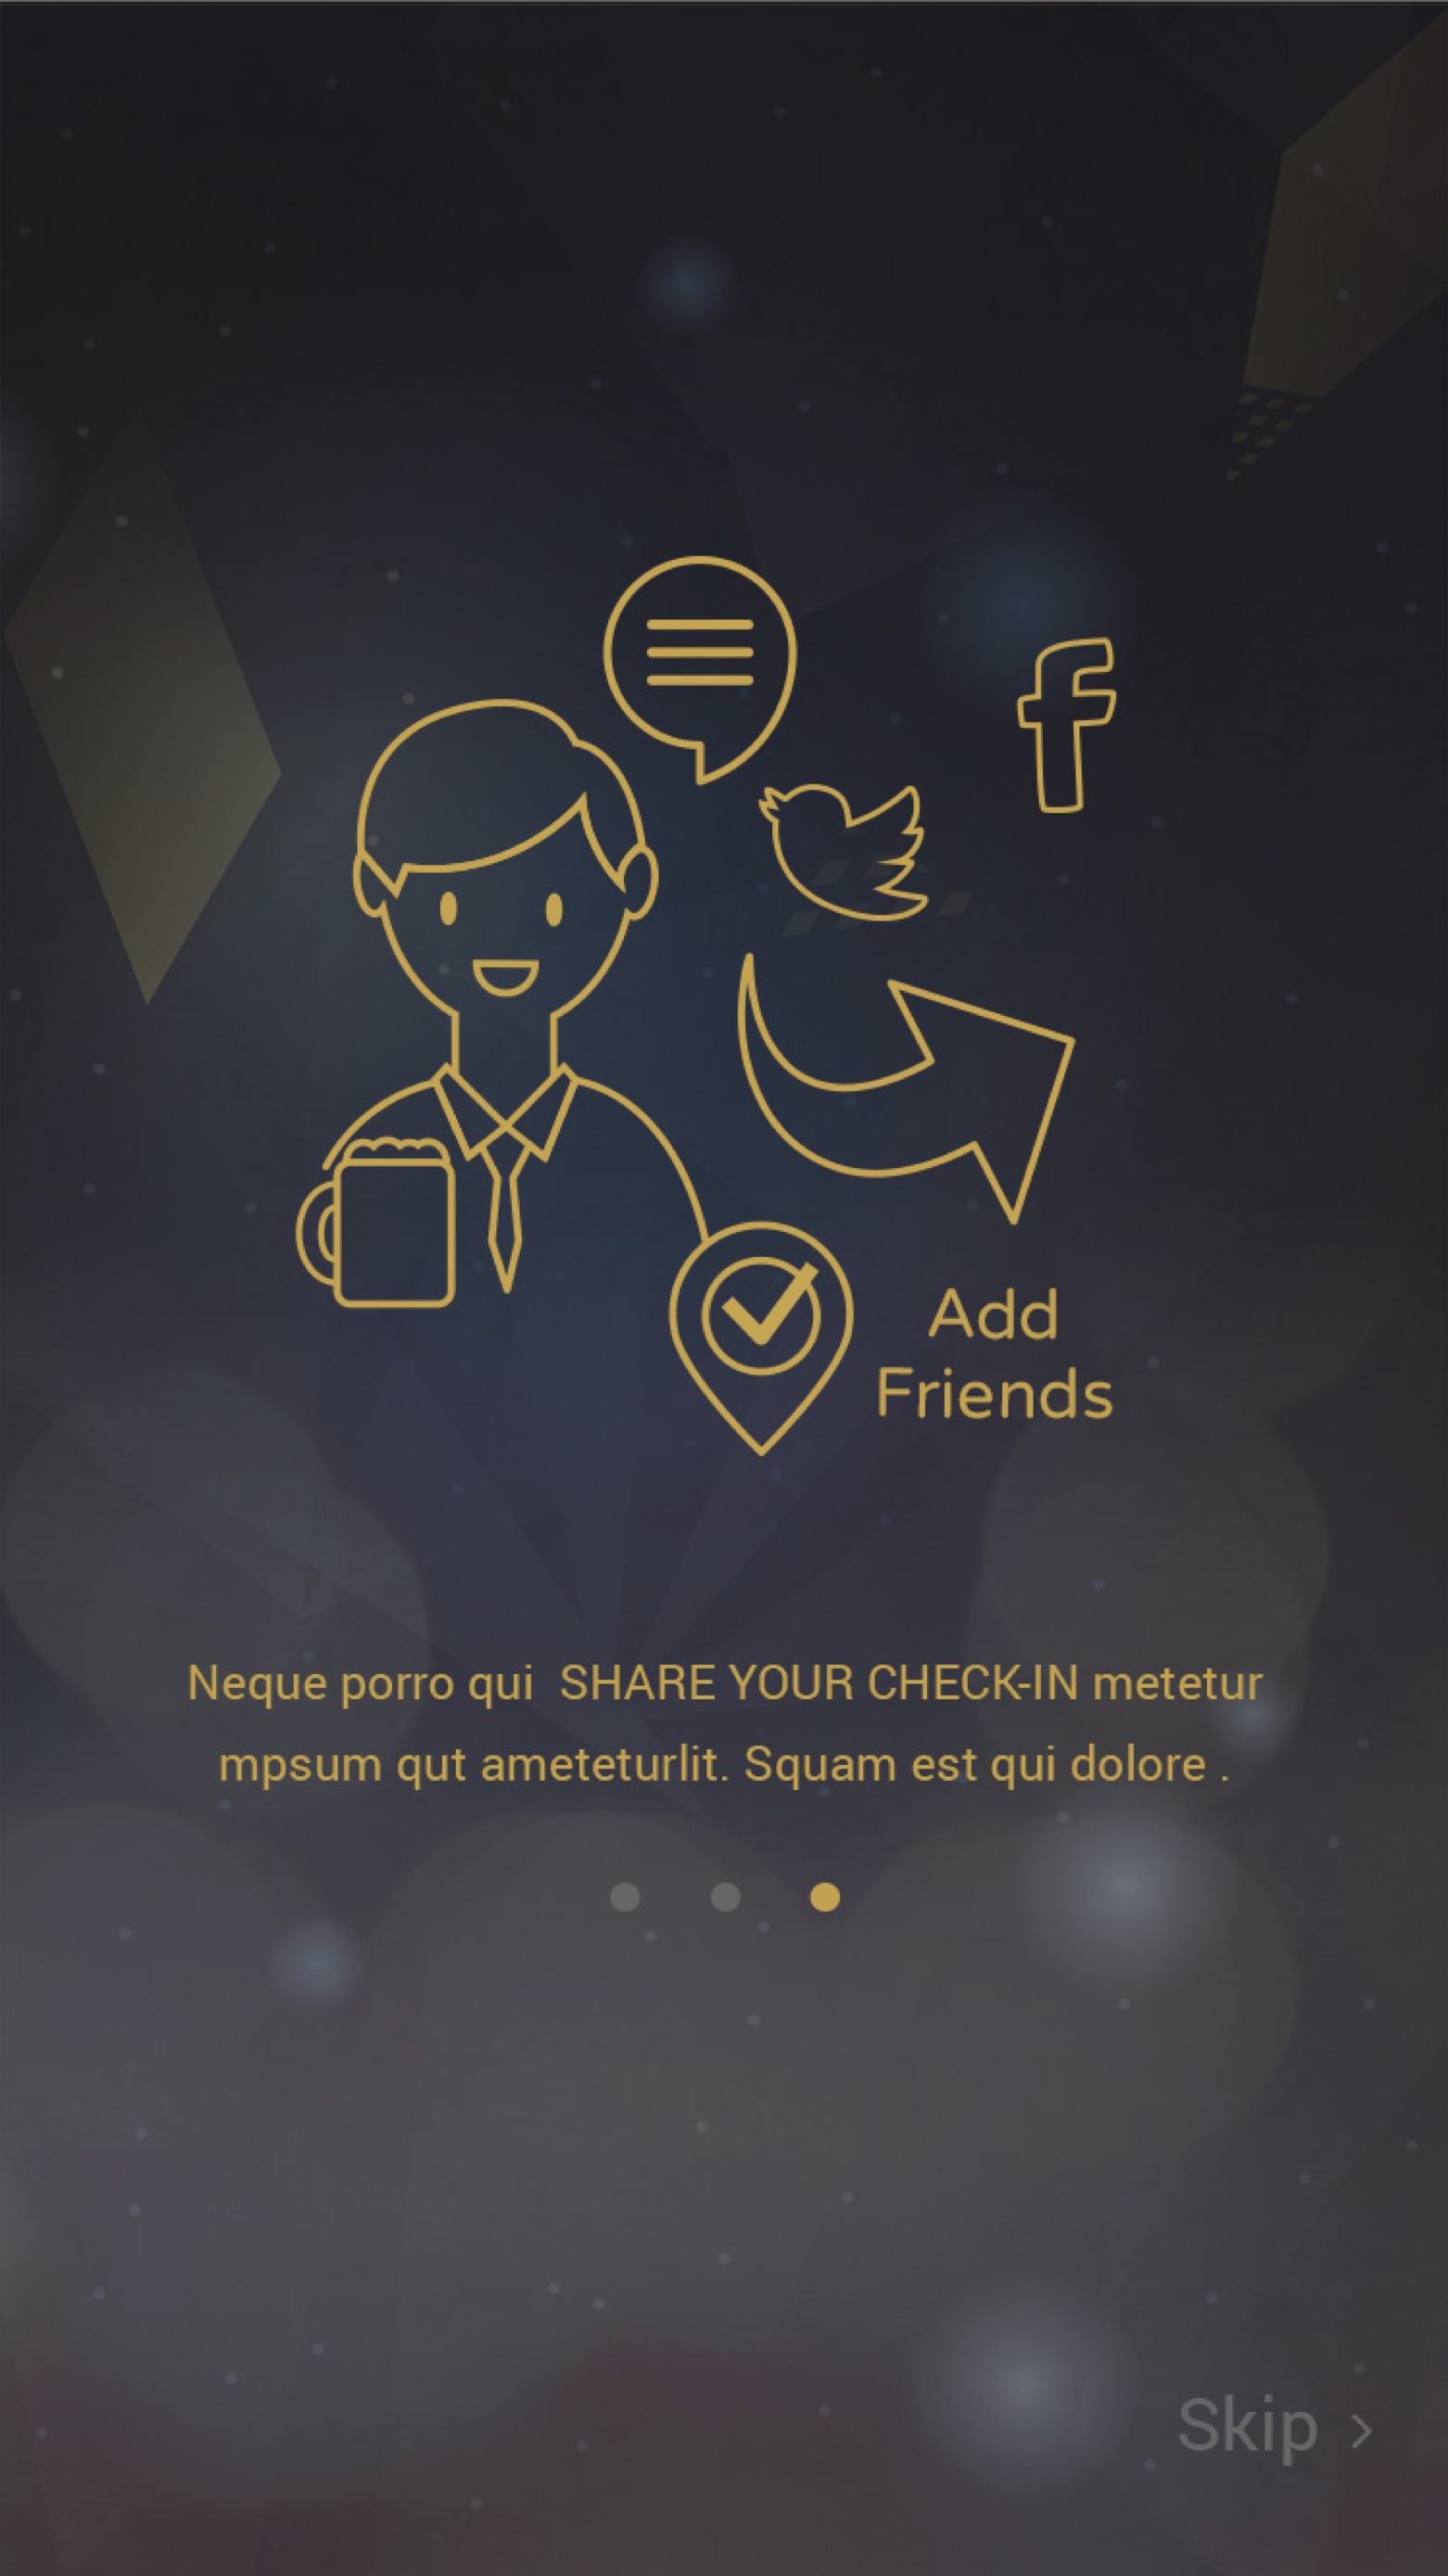 Add
Friends
Neque porro qui  SHARE YOUR CHECK-IN metetur
mpsum qut ameteturlit. Squam est qui dolore .
Skip >